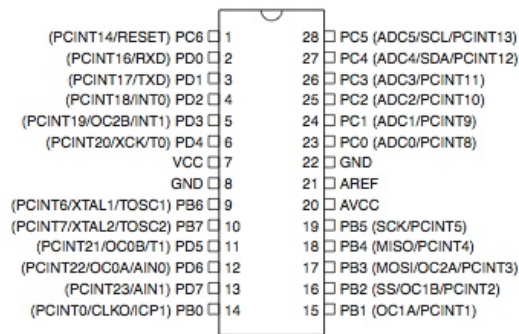 (PCINT14/RESET) PC6 1 28 PC5 (ADC5/SCL/PCINT13)
(PCINT16/RXD) PD0 2 27 PC4 (ADC4/SDA/PCINT12)
(PCINT17/TXD) PD1 3 26 PC3 (ADC3/PCINT11)
(PCINT18/INT0) PD2 4 25 PC2 (ADC2/PCINT10)
(PCINT19/OC2B/INT1) PD3 5 24 PC1 (ADC1/PCINT9)
(PCINT20/XCK/T0) PD4 6 23 PC0 (ADC0/PCINT8)
VCC 7 22 GND
GND 8 21 AREF
(PCINT6/XTAL1/TOSC1) PB6 9 20 AVCC
(PCINT7/XTAL2/TOSC2) PB7 10 19 PB5 (SCK/PCINT5)
(PCINT21/OC0B/T1) PD5 11 18 PB4 (MISO/PCINT4)
(PCINT22/OC0A/AIN0) PD6 12 17 PB3 (MOSI/OC2A/PCINT3)
(PCINT23/AIN1) PD7 13 16 PB2 (SS/OC1B/PCINT2)
(PCINT0/CLKO/ICP1) PB0 14 15 PB1 (OC1A/PCINT1)